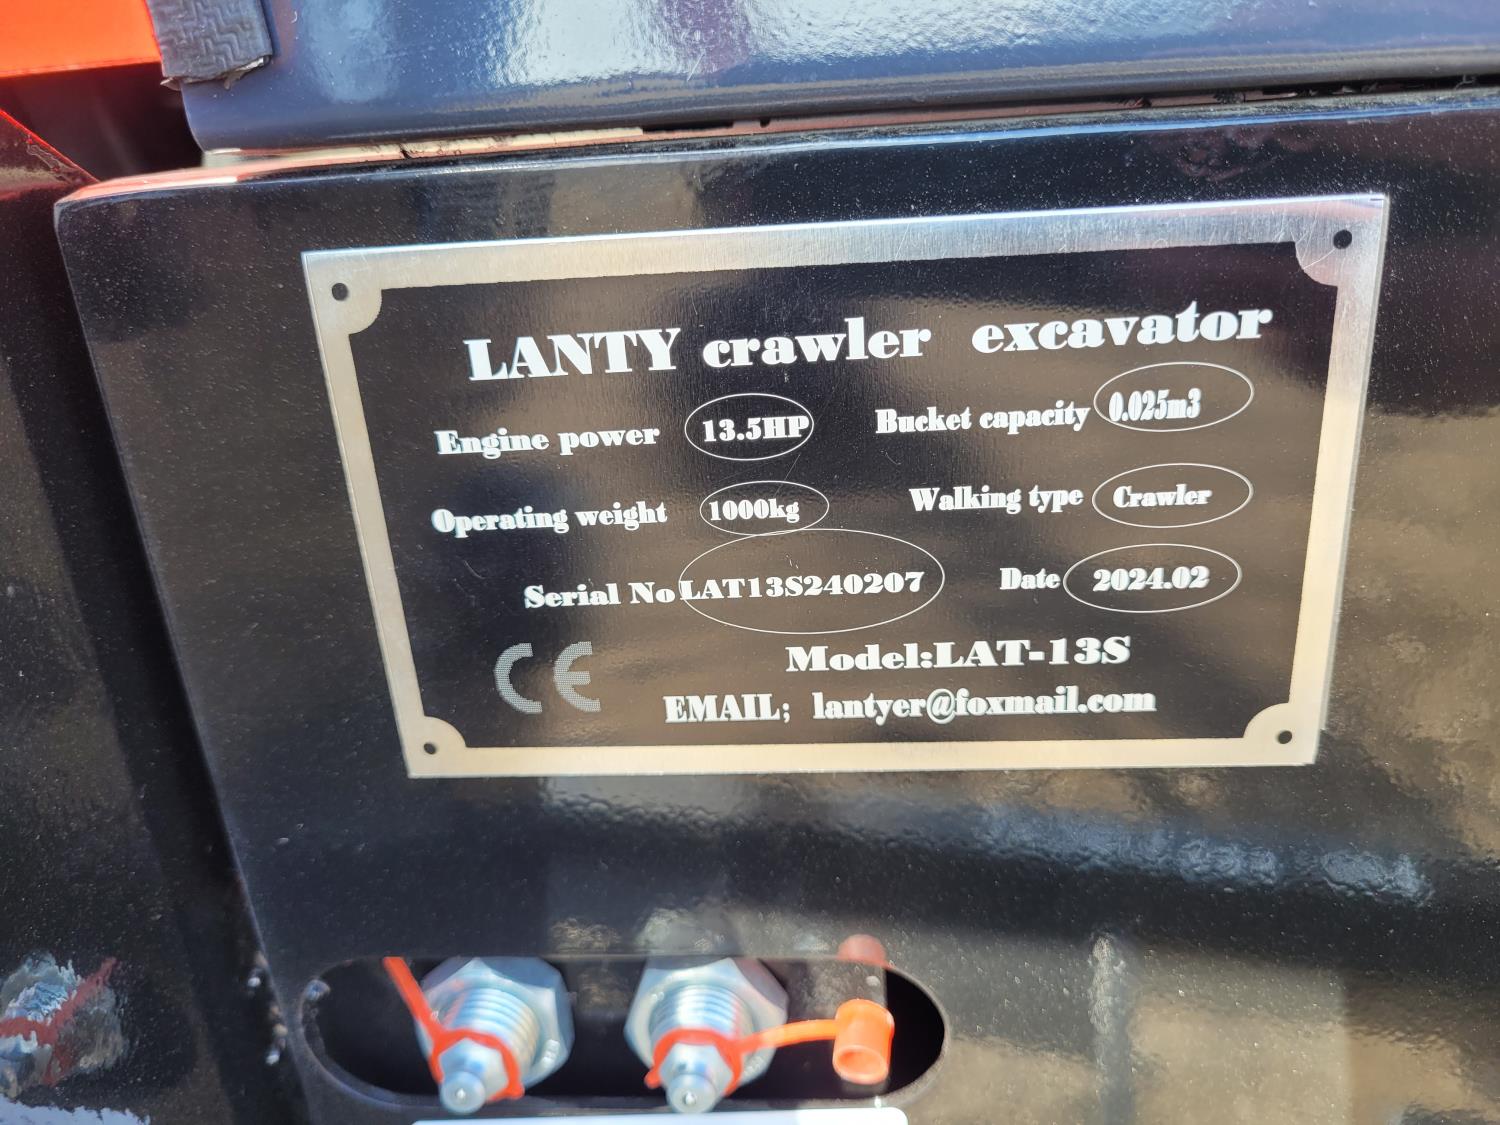 LANTY crawler excavator
Engine power 13.5HP Bucket capacity 0.025m3
Operating weight 1000kg Walking type Crawler
Serial No LAT13S240207 Date 2024.02
CE Model:LAT-13S
EMAIL; lantyer@foxmail.com